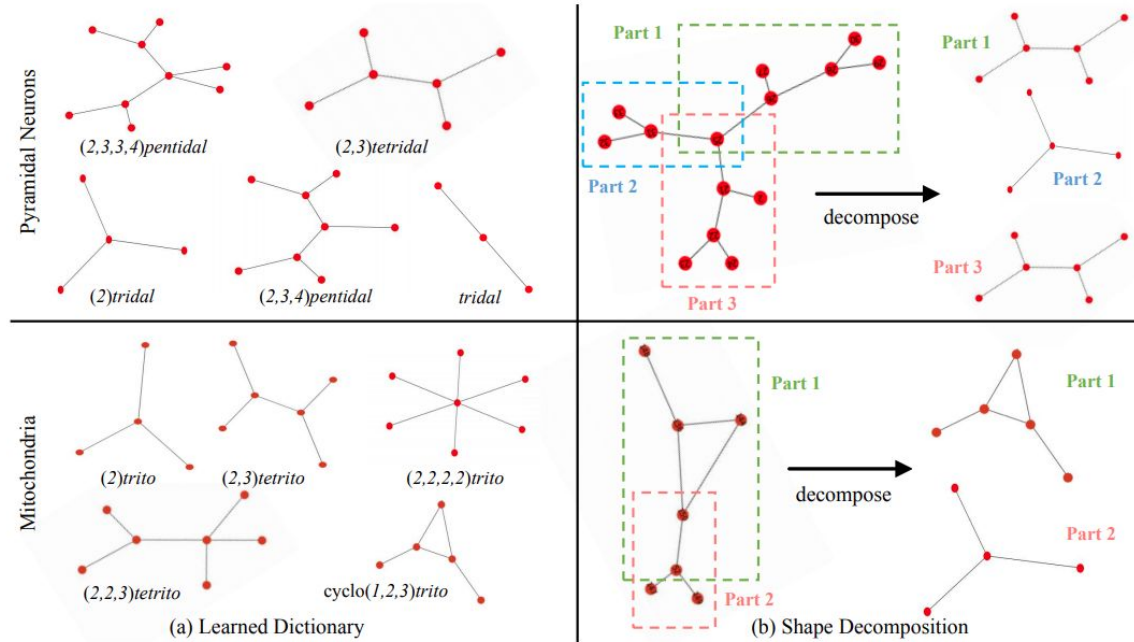 Pyramidal Neurons
(2,3,3,4)pentidal
(2,3)tetridal
(2)tridal
(2,3,4)pentidal
tridal
Part 1
Part 2
Part 3
decompose
Part 1
Part 2
Part 3
Mitochondria
(2)trito
(2,3)tetrito
(2,2,2,2)trito
(2,2,3)tetrito
cyclo(1,2,3)trito
(a) Learned Dictionary
Part 1
Part 2
decompose
Part 1
Part 2
(b) Shape Decomposition